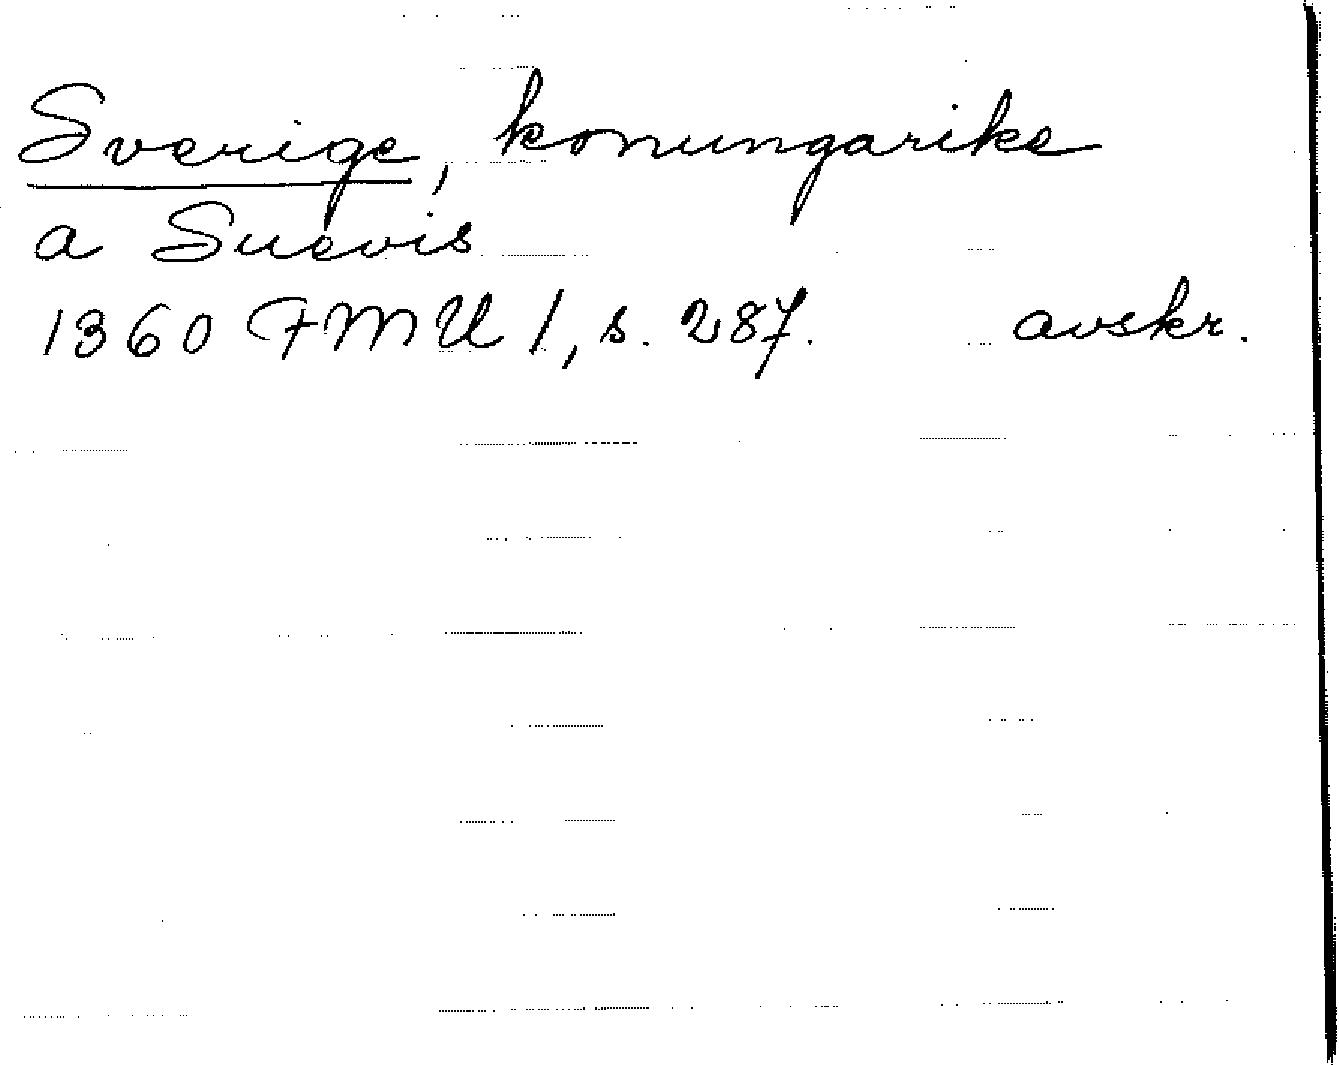 Sverige, konungarike
a Suevis
1360 FMU 1, s. 287. avskr.